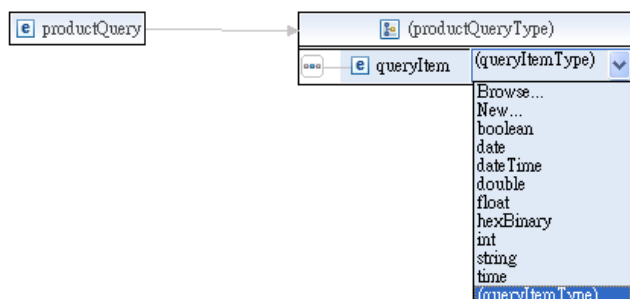 e productQuery
(productQueryType)
e queryItem (queryItemType)
Browse...
New...
boolean
date
dateTime
double
float
hexBinary
int
string
time
(queryItemType)